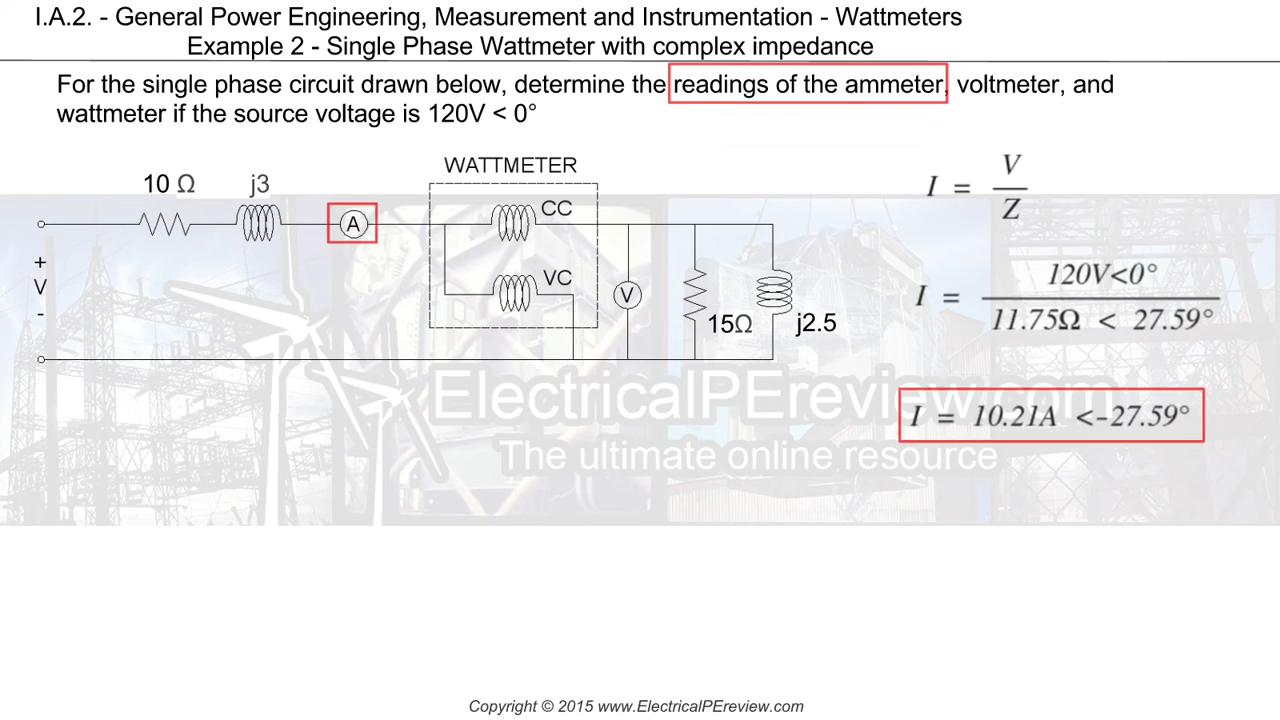 I.A.2. - General Power Engineering, Measurement and Instrumentation - Wattmeters
Example 2 - Single Phase Wattmeter with complex impedance
For the single phase circuit drawn below, determine the readings of the ammeter, voltmeter, and
wattmeter if the source voltage is 120V < 0°
WATTMETER
10 Ω
j3
A
CC
VC
V
15Ω
j2.5
+
V
-
I = V / Z
I = 120V<0° / 11.75Ω < 27.59°
I = 10.21A <-27.59°
ElectricalPEreview.com
The ultimate online resource
Copyright © 2015 www.ElectricalPEreview.com